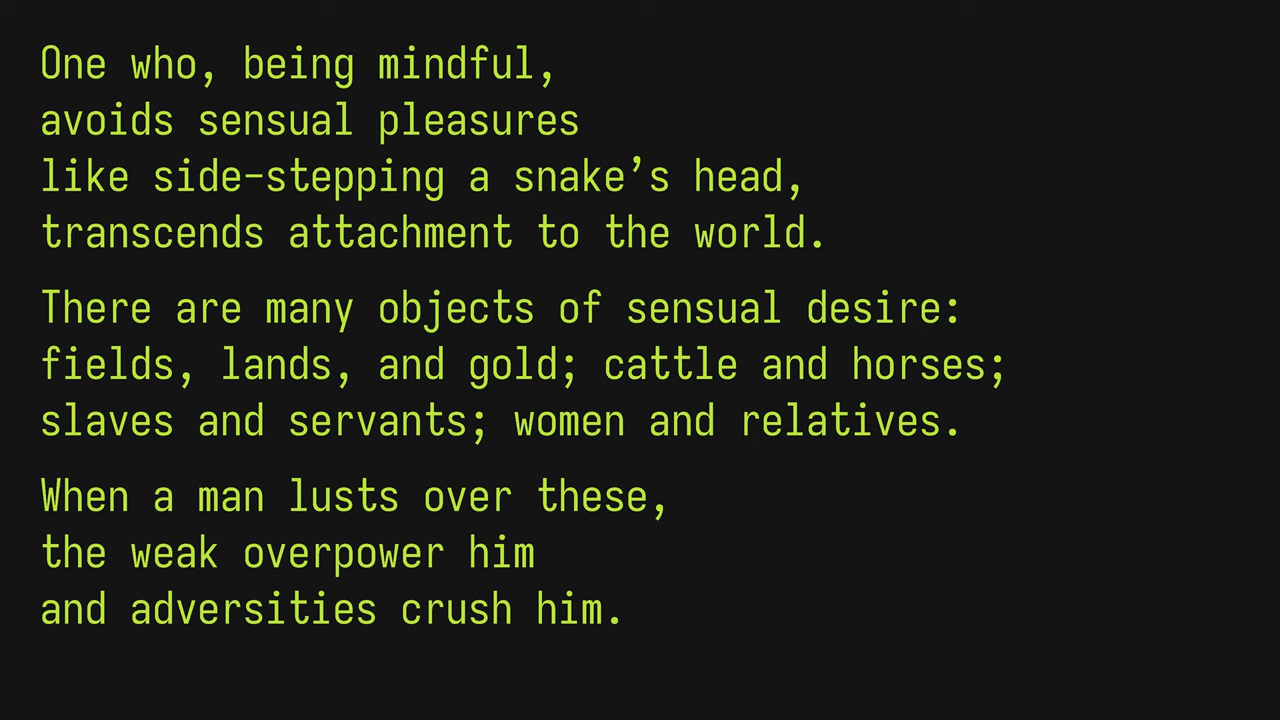 One who, being mindful,
avoids sensual pleasures
like side-stepping a snake’s head,
transcends attachment to the world.
There are many objects of sensual desire:
fields, lands, and gold; cattle and horses;
slaves and servants; women and relatives.
When a man lusts over these,
the weak overpower him
and adversities crush him.